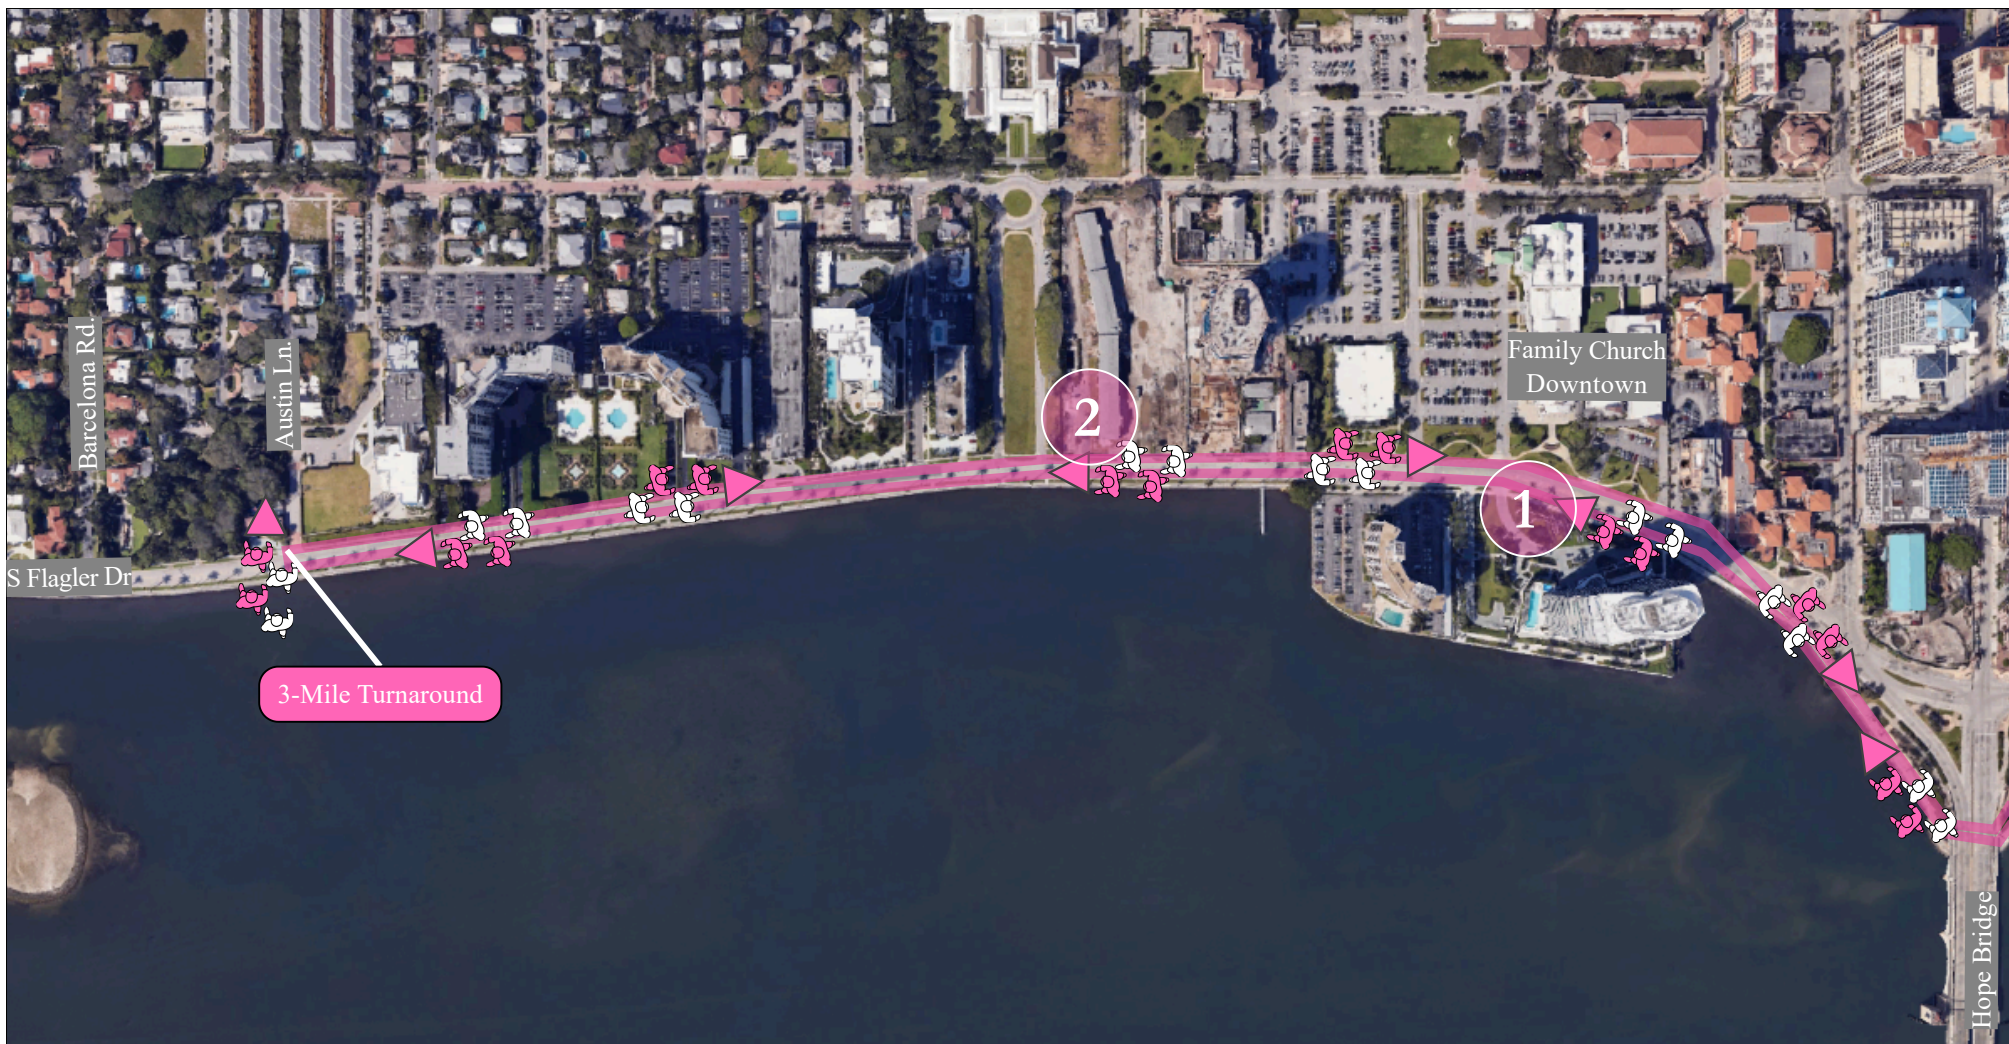 Barcelona Rd.
Austin Ln.
S Flagler Dr
3-Mile Turnaround
2
1
Family Church
Downtown
Hope Bridge